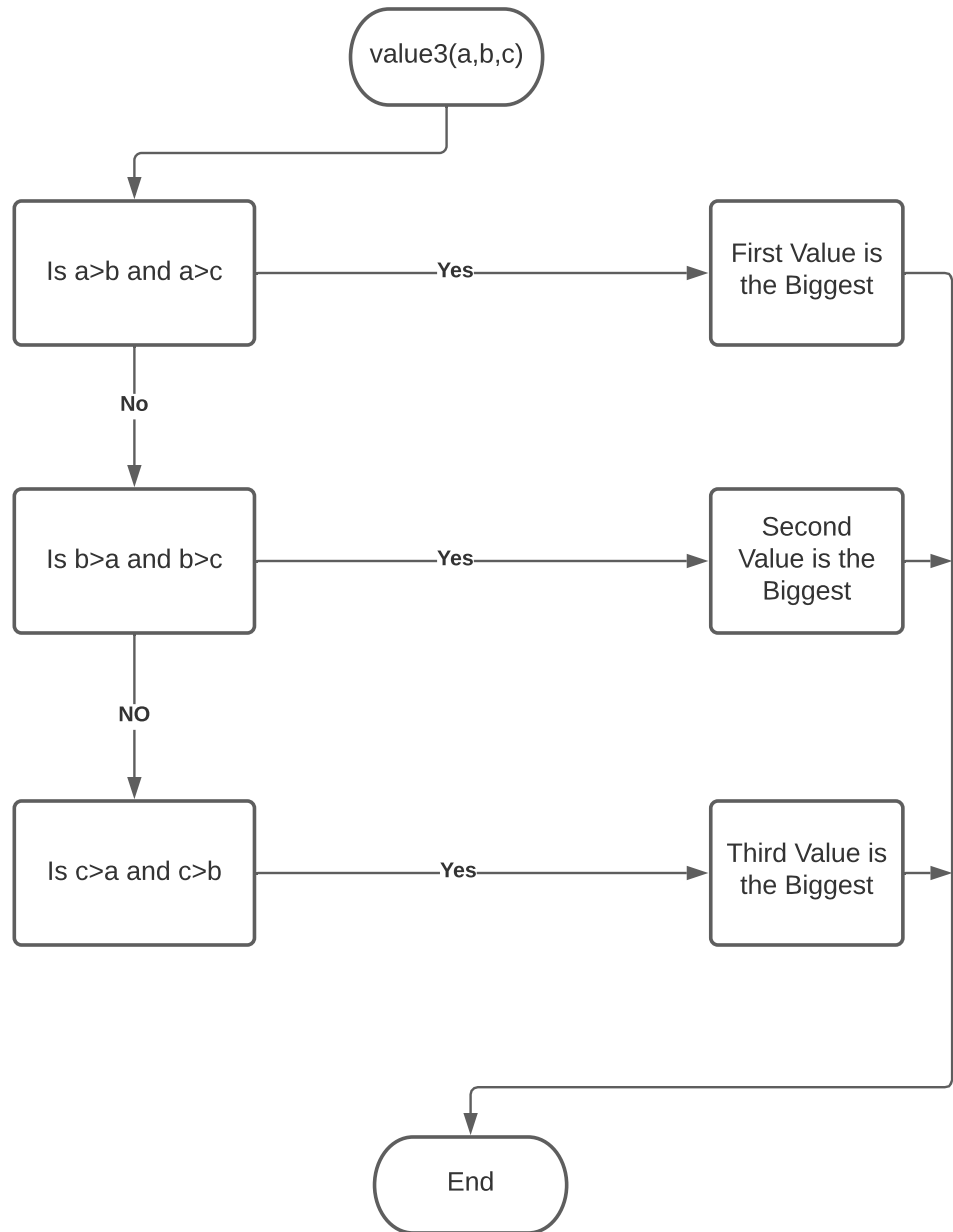 value3(a,b,c)
Is a>b and a>c
Yes
First Value is
the Biggest
No
Is b>a and b>c
Yes
Second
Value is the
Biggest
NO
Is c>a and c>b
Yes
Third Value is
the Biggest
End